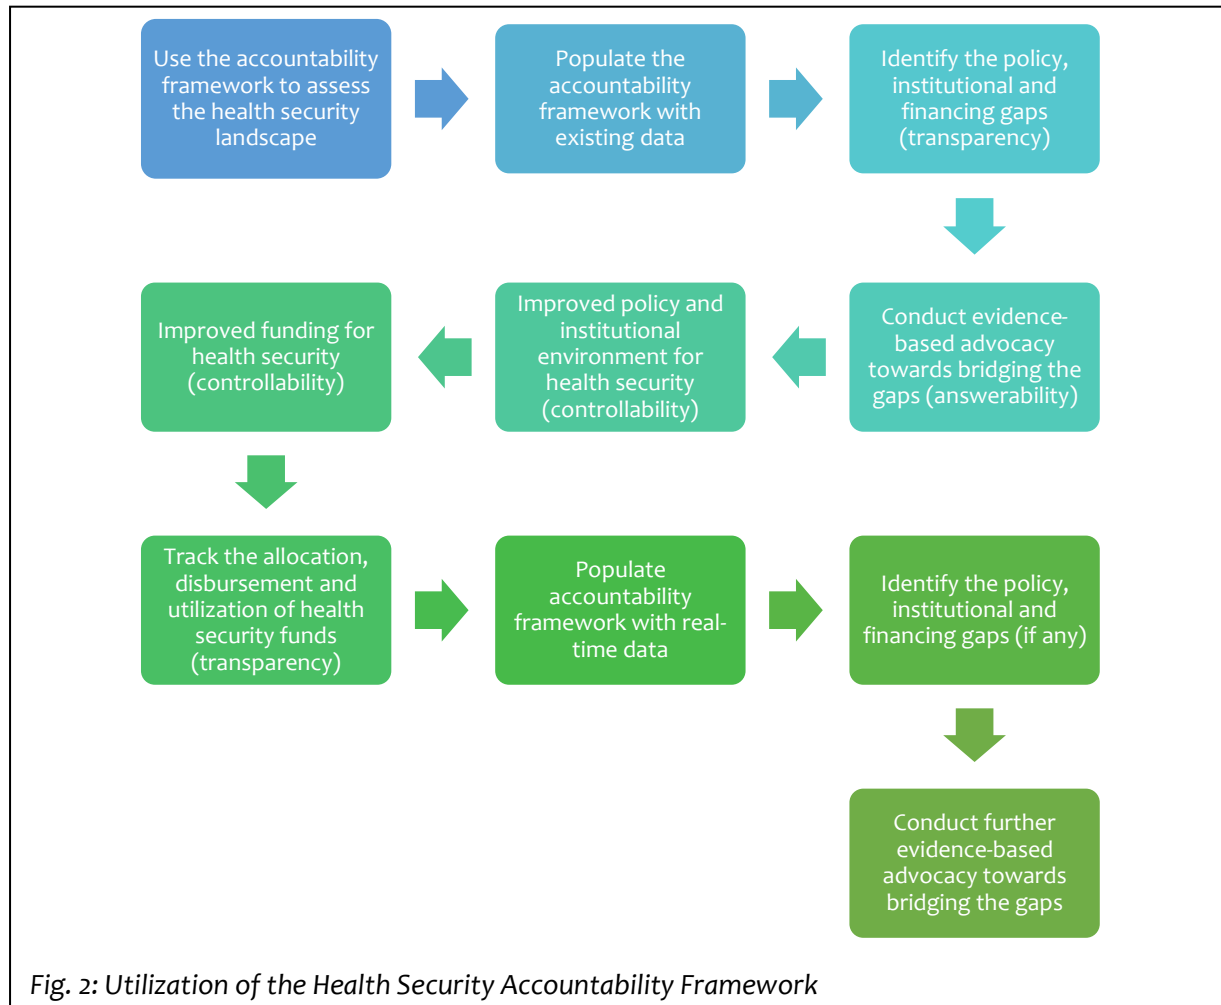 Use the accountability
framework to assess
the health security
landscape
Populate the
accountability
framework with
existing data
Identify the policy,
institutional and
financing gaps
(transparency)
Conduct evidence-
based advocacy
towards bridging the
gaps (answerability)
Improved policy and
institutional
environment for
health security
(controllability)
Improved funding for
health security
(controllability)
Track the allocation,
disbursement and
utilization of health
security funds
(transparency)
Populate
accountability
framework with real-
time data
Identify the policy,
institutional and
financing gaps (if any)
Conduct further
evidence-based
advocacy towards
bridging the gaps
Fig. 2: Utilization of the Health Security Accountability Framework